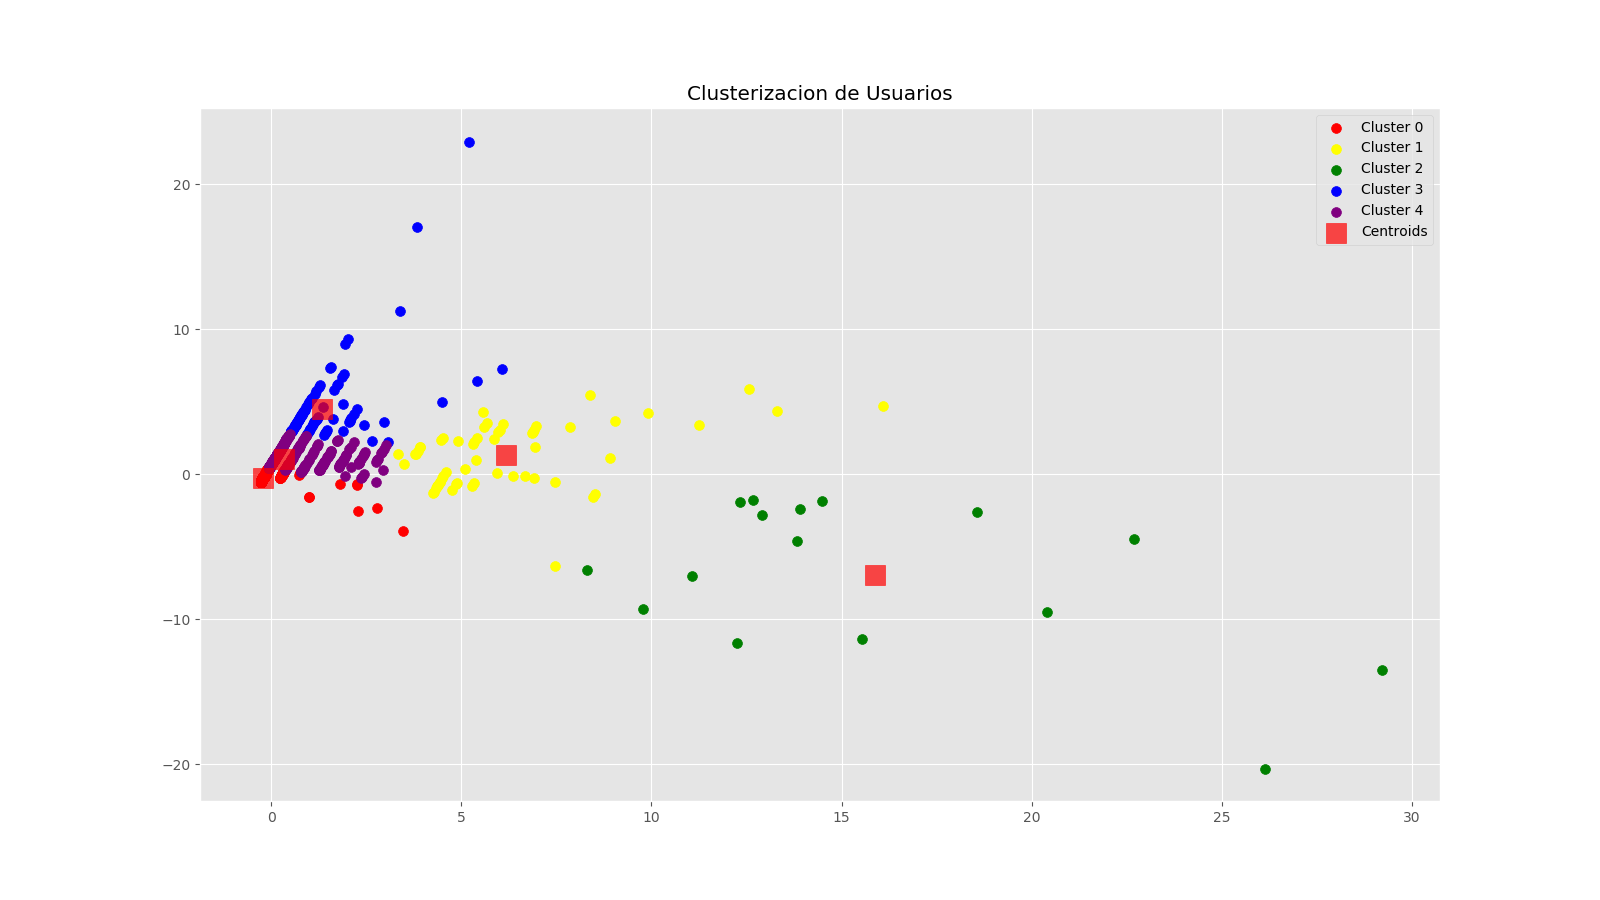 Clusterizacion de Usuarios
Cluster 0
Cluster 1
Cluster 2
Cluster 3
Cluster 4
Centroids
20
10
0
−10
−20
0 5 10 15 20 25 30